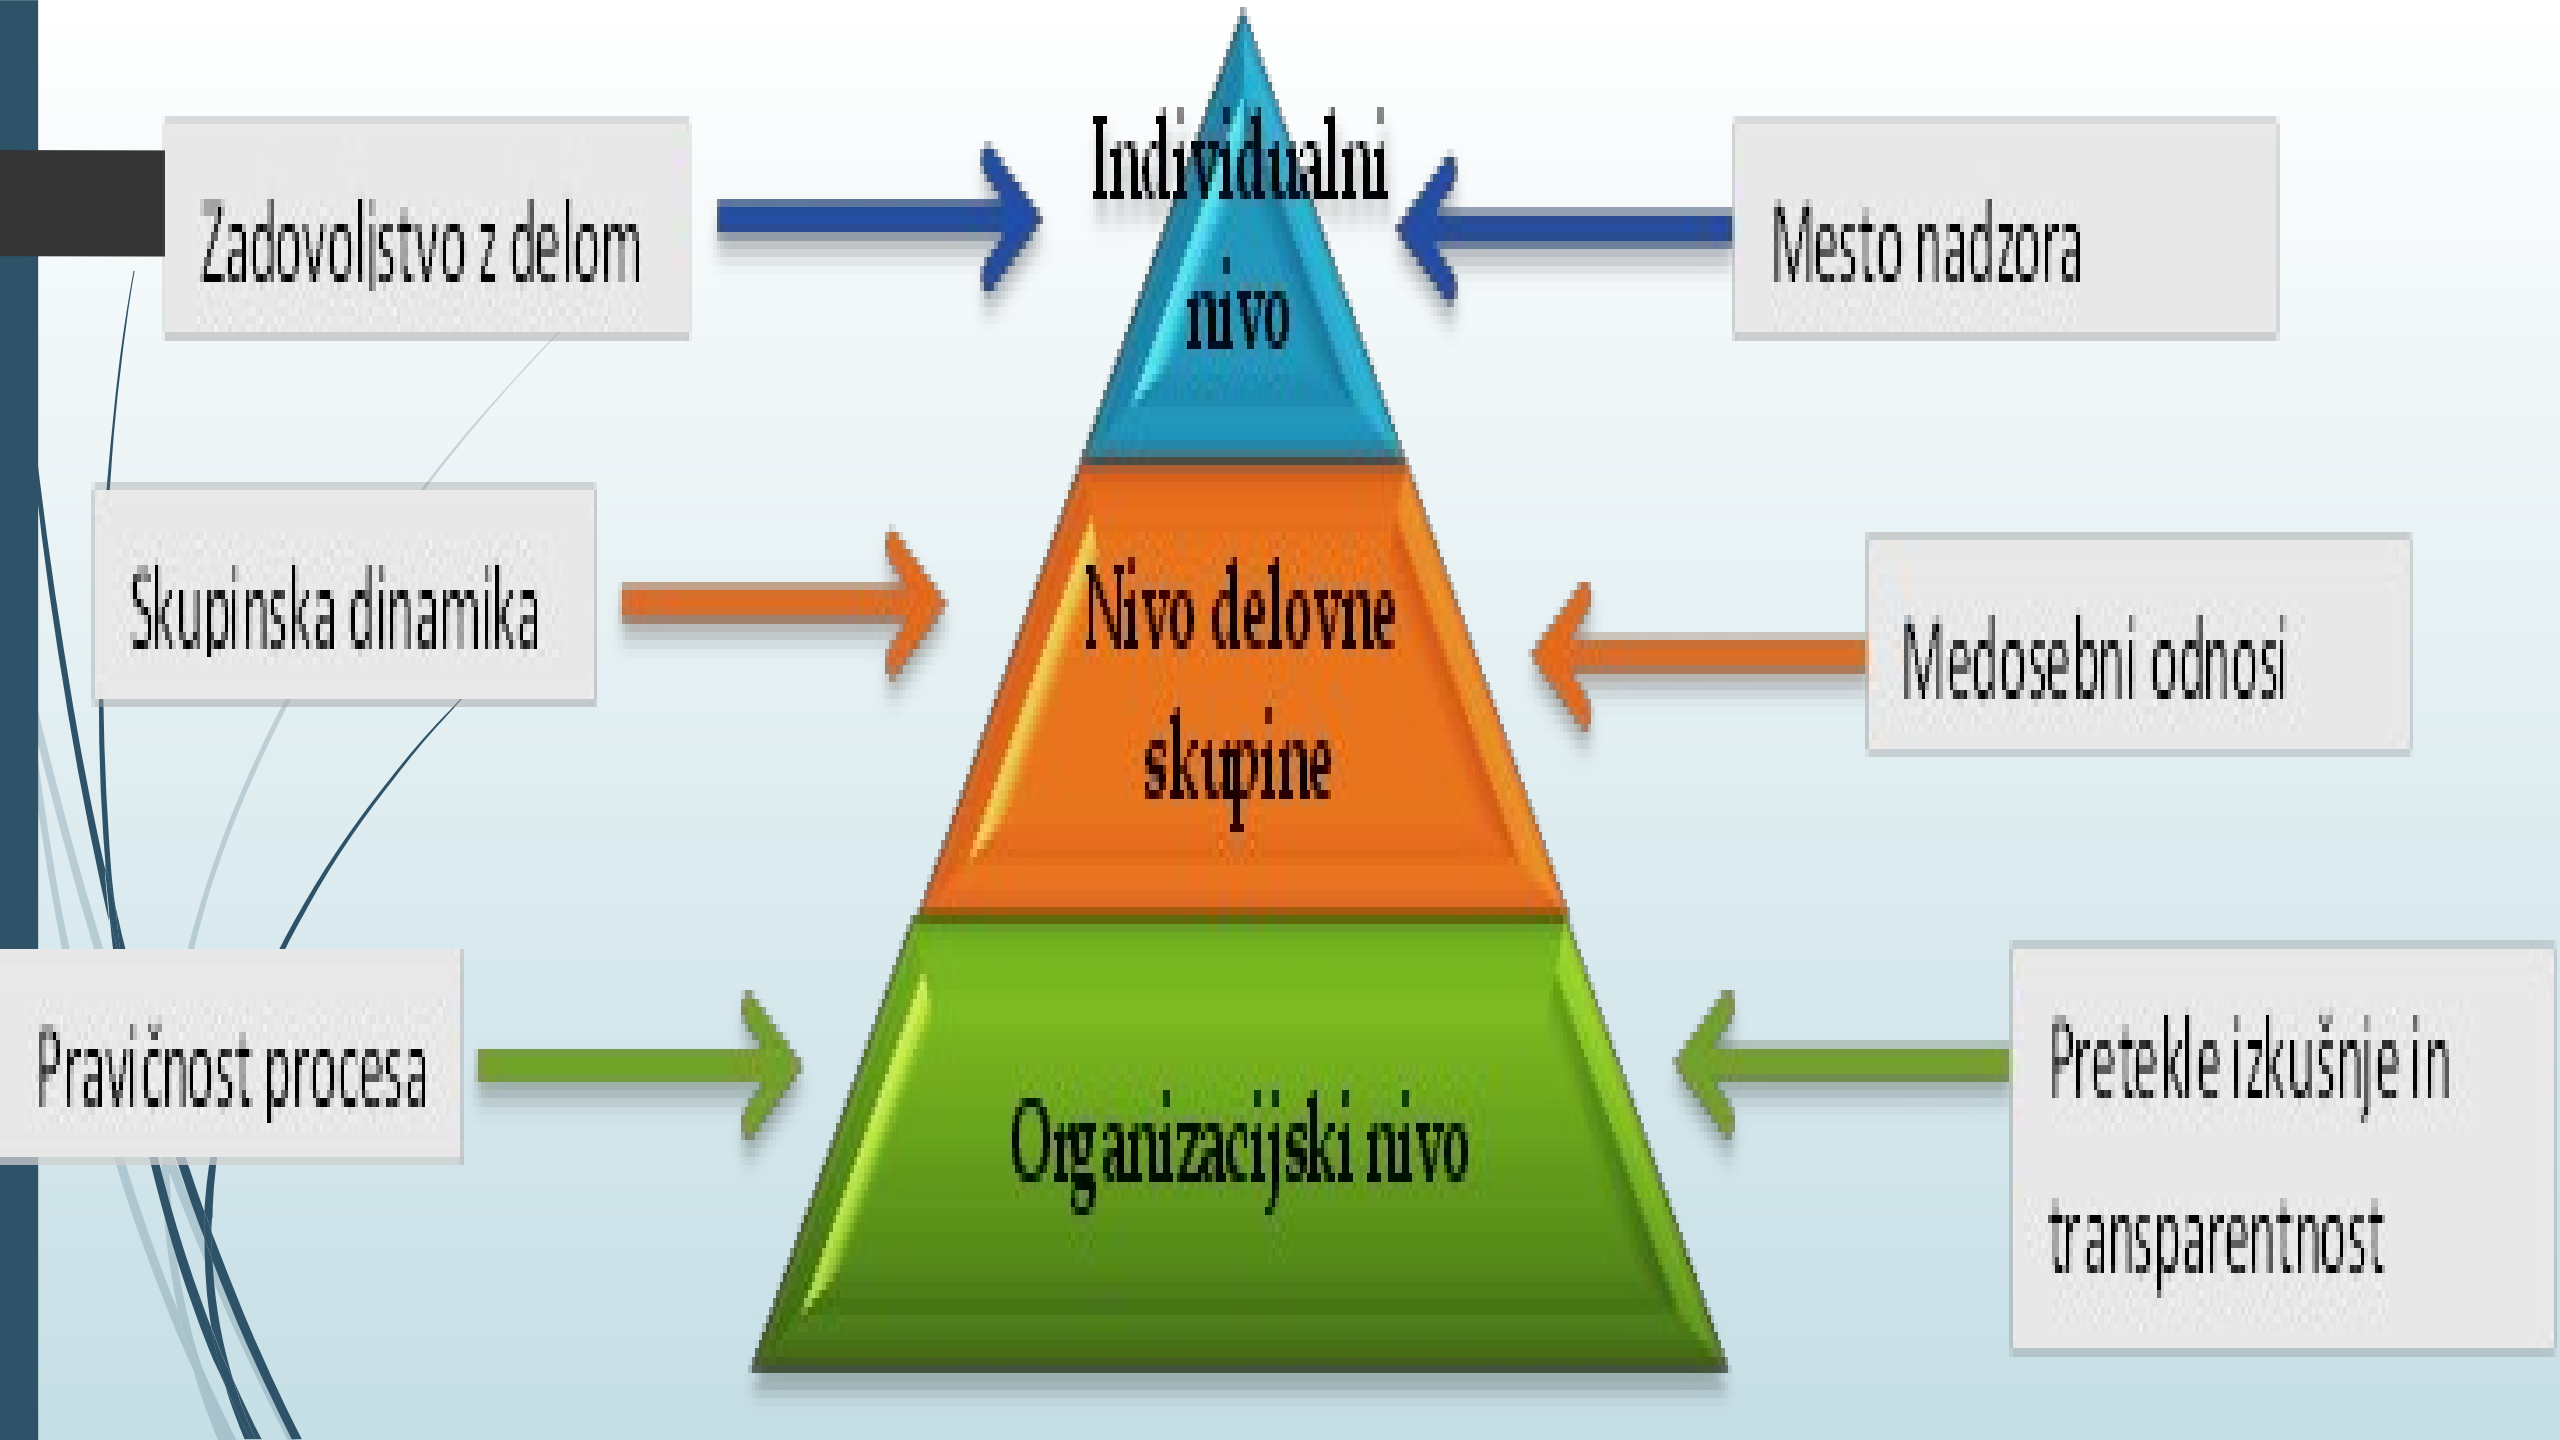 Individualni
nivo
Zadovoljstvo z delom
Mesto nadzora
Nivo delovne
skupine
Skupinska dinamika
Medosebni odnosi
Organizacijski nivo
Pravičnost procesa
Pretekle izkušnje in
transparentnost